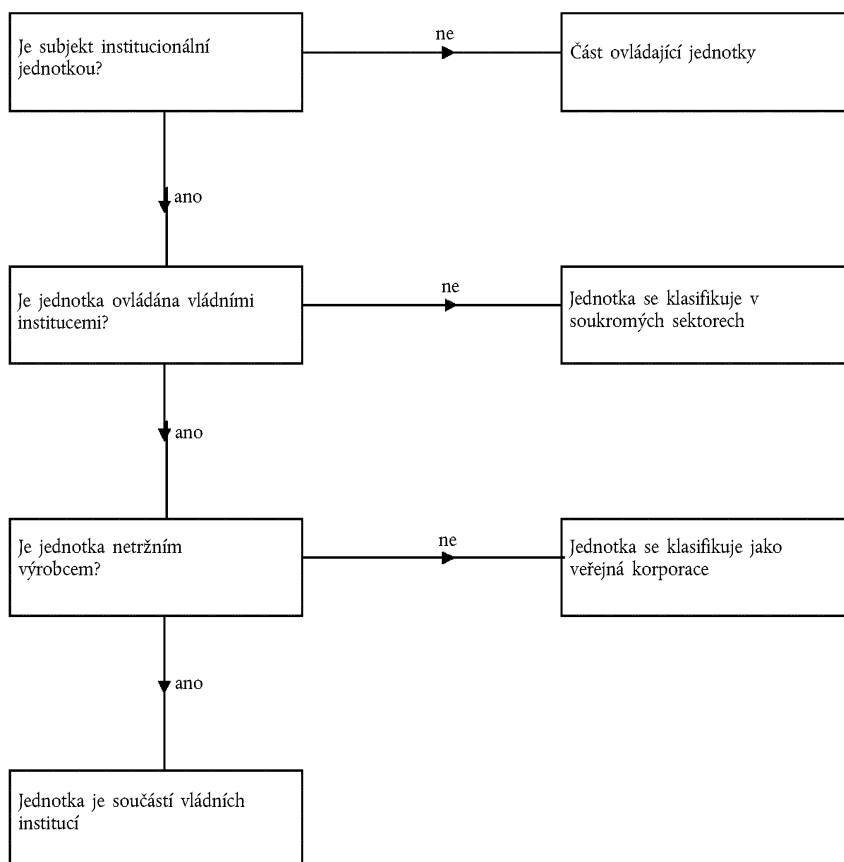 Je subjekt institucionální
jednotkou?
ne
Část ovládající jednotky
ano
Je jednotka ovládána vládními
institucemi?
ne
Jednotka se klasifikuje v
soukromých sektorech
ano
Je jednotka netržním
výrobcem?
ne
Jednotka se klasifikuje jako
veřejná korporace
ano
Jednotka je součástí vládních
institucí